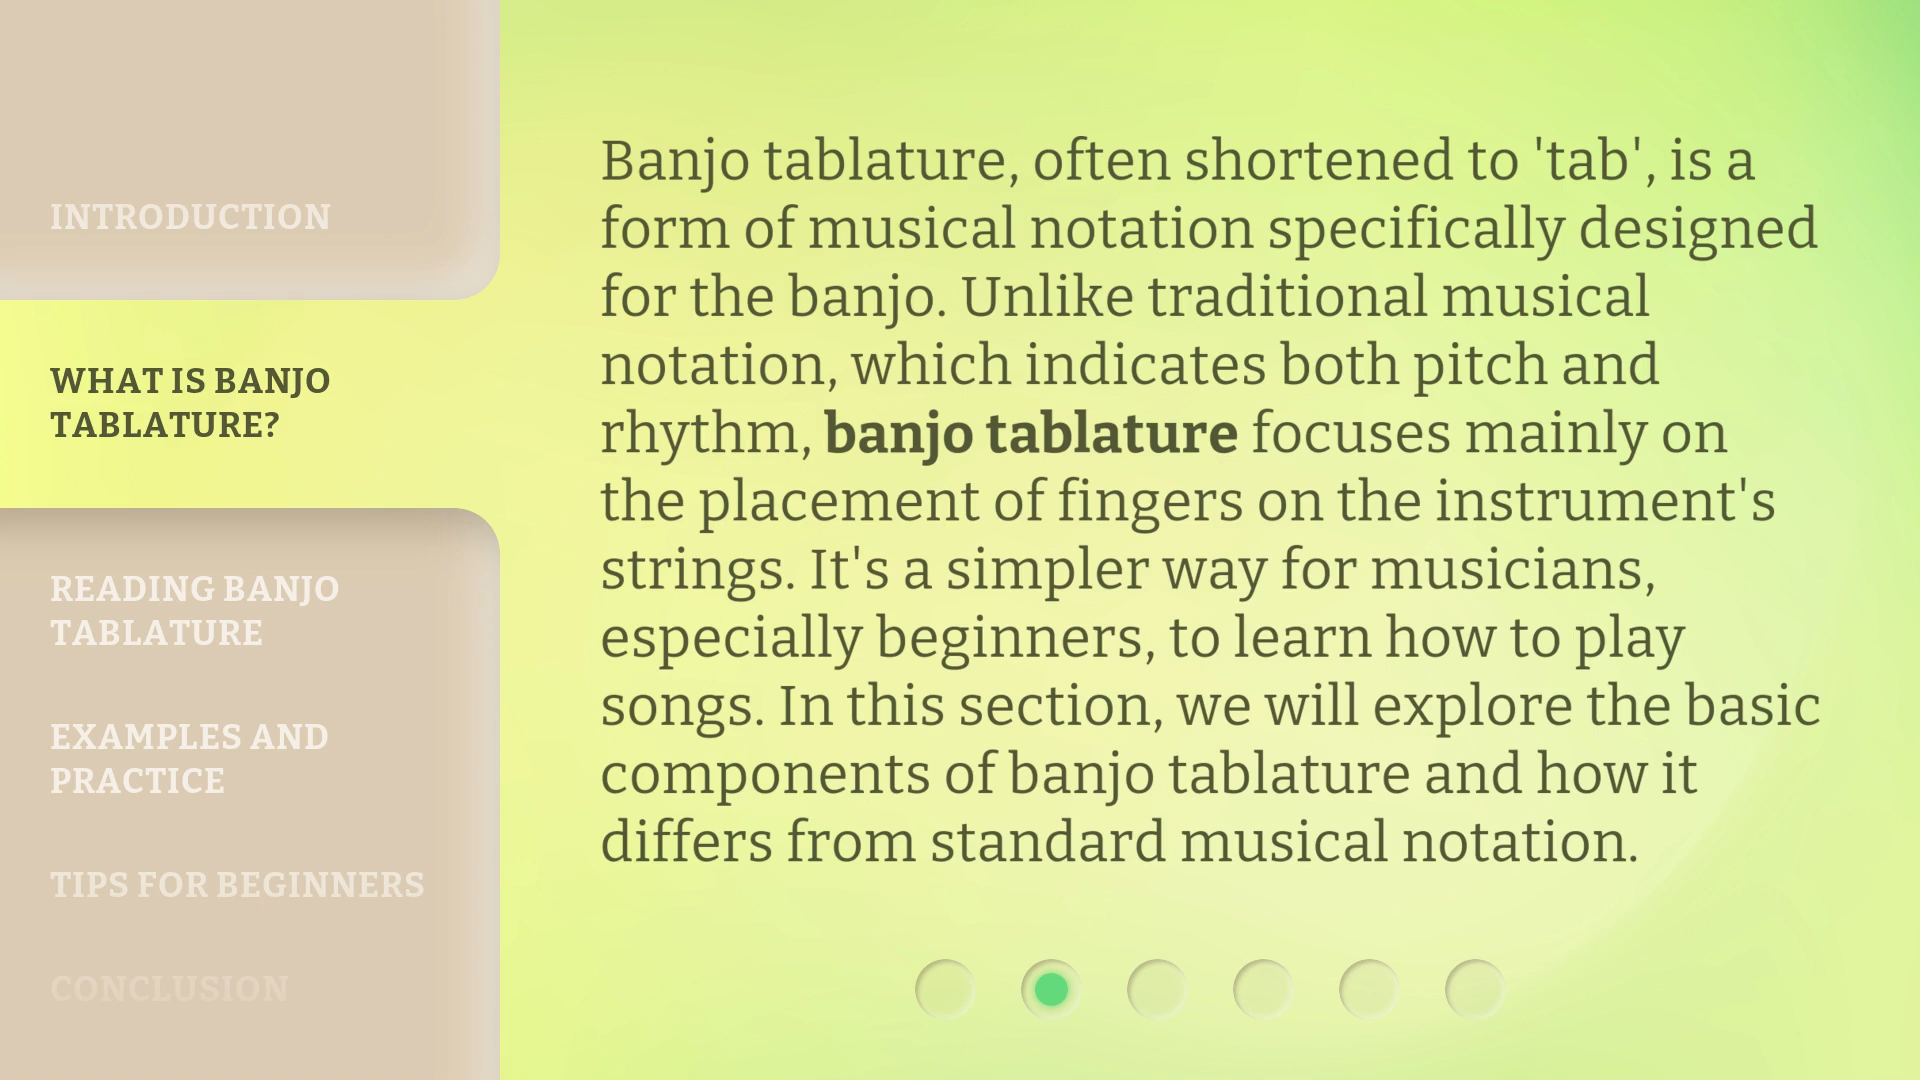 INTRODUCTION
WHAT IS BANJO
TABLATURE?
READING BANJO
TABLATURE
EXAMPLES AND
PRACTICE
TIPS FOR BEGINNERS
CONCLUSION
Banjo tablature, often shortened to 'tab', is a
form of musical notation specifically designed
for the banjo. Unlike traditional musical
notation, which indicates both pitch and
rhythm, banjo tablature focuses mainly on
the placement of fingers on the instrument's
strings. It's a simpler way for musicians,
especially beginners, to learn how to play
songs. In this section, we will explore the basic
components of banjo tablature and how it
differs from standard musical notation.